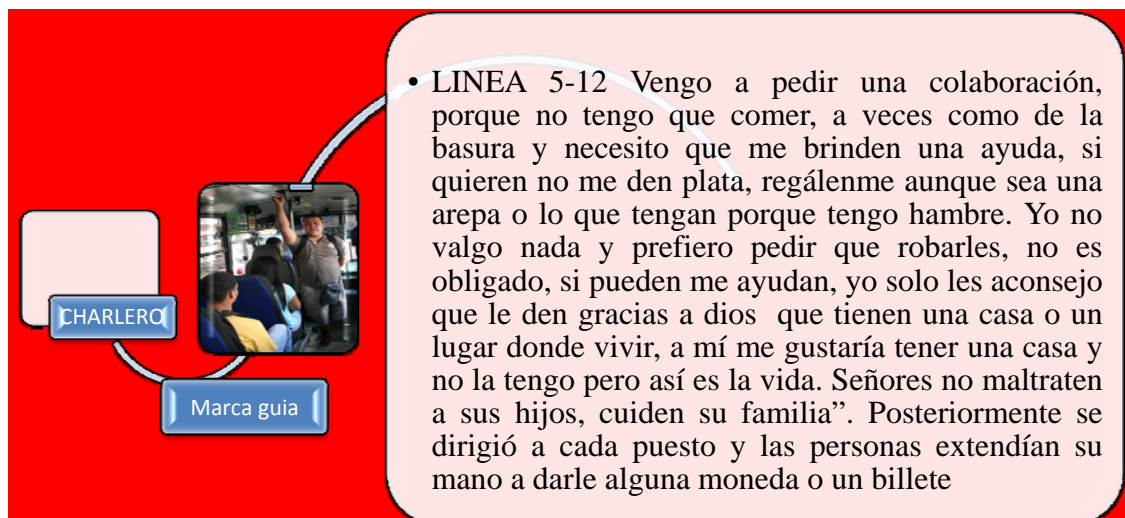 CHARLERO
Marca guia
• LINEA 5-12 Vengo a pedir una colaboración,
porque no tengo que comer, a veces como de la
basura y necesito que me brinden una ayuda, si
quieren no me den plata, regálenme aunque sea una
arepa o lo que tengan porque tengo hambre. Yo no
valgo nada y prefiero pedir que robarles, no es
obligado, si pueden me ayudan, yo solo les aconsejo
que le den gracias a dios que tienen una casa o un
lugar donde vivir, a mí me gustaría tener una casa y
no la tengo pero así es la vida. Señores no maltraten
a sus hijos, cuiden su familia”. Posteriormente se
dirigió a cada puesto y las personas extendían su
mano a darle alguna moneda o un billete